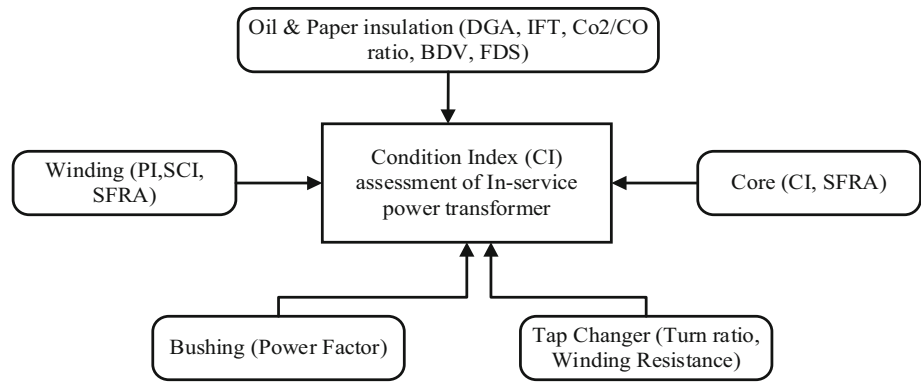 Oil & Paper insulation (DGA, IFT, Co2/CO
ratio, BDV, FDS)
Winding (PI,SCI,
SFRA)
Condition Index (CI)
assessment of In-service
power transformer
Core (CI, SFRA)
Bushing (Power Factor)
Tap Changer (Turn ratio,
Winding Resistance)